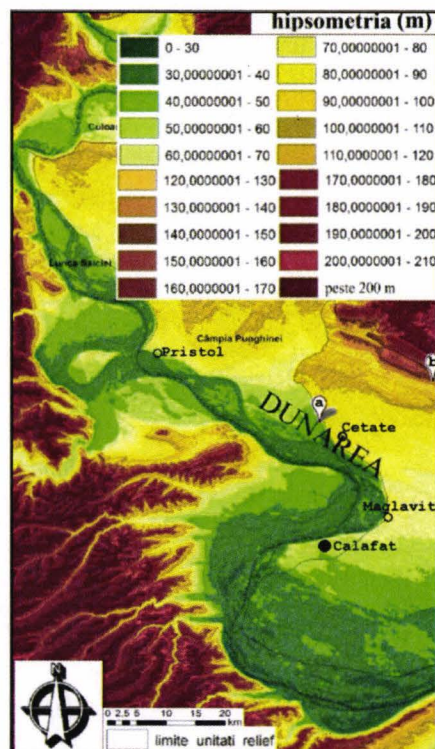 hipsometria (m)
0 - 30
30,00000001 - 40
40,00000001 - 50
50,00000001 - 60
60,00000001 - 70
120,0000001 - 130
130,0000001 - 140
140,0000001 - 150
150,0000001 - 160
160,0000001 - 170
70,00000001 - 80
80,00000001 - 90
90,00000001 - 100
100,0000001 - 110
110,0000001 - 120
170,0000001 - 180
180,0000001 - 190
190,0000001 - 200
200,0000001 - 210
peste 200 m
Câmpia Punghinei
Pristol
b
a
DUNAREA
Cetate
Maglavit
Calafat
N
0 2,5 5 10 15 20
km
limite unitati relief